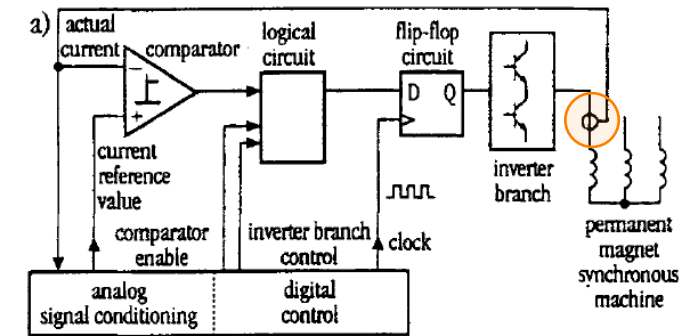 a)
actual
current
comparator
logical
circuit
flip-flop
circuit
D Q
−
+
current
reference
value
inverter
branch
comparator
enable
inverter branch
control
clock
permanent
magnet
synchronous
machine
analog
signal conditioning
digital
control